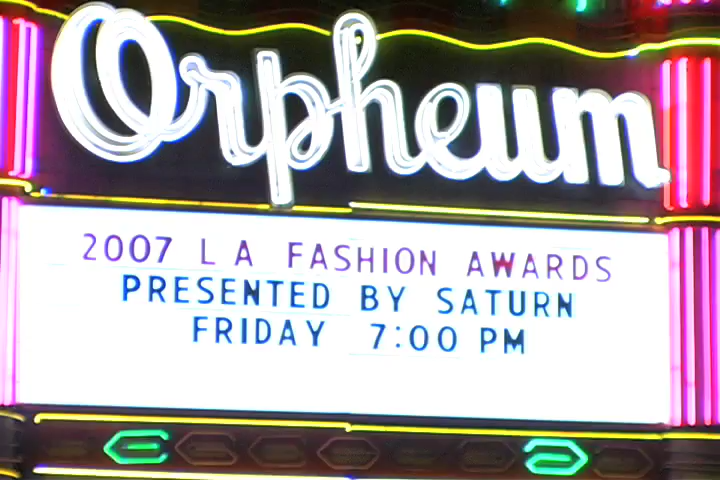 Orpheum
2007 L A FASHION AWARDS
PRESENTED BY SATURN
FRIDAY 7:00 PM